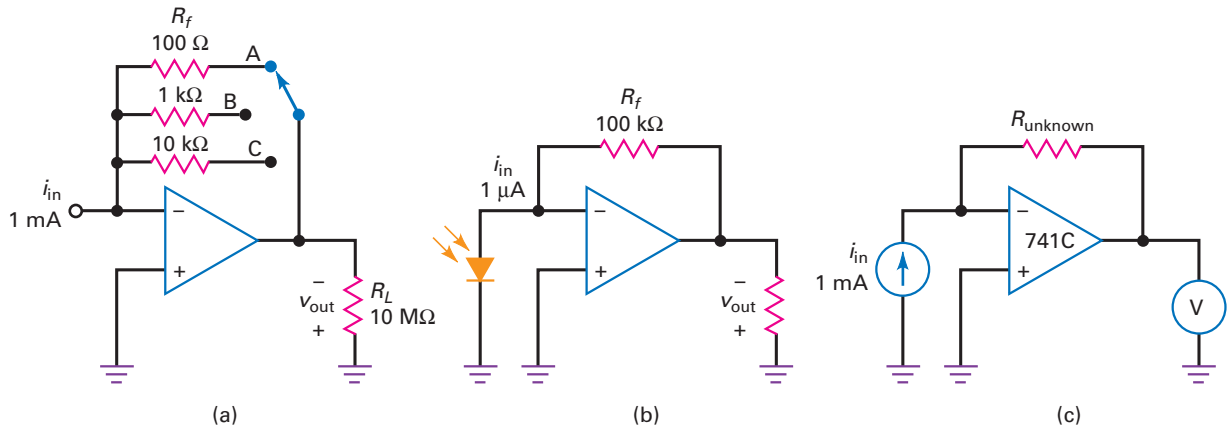 R_f
100 Ω
A
1 kΩ
B
10 kΩ
C
i_in
1 mA
−
+
−
v_out
+
R_L
10 MΩ
(a)
R_f
100 kΩ
i_in
1 μA
−
+
−
v_out
+
(b)
R_unknown
−
741C
+
i_in
1 mA
V
(c)